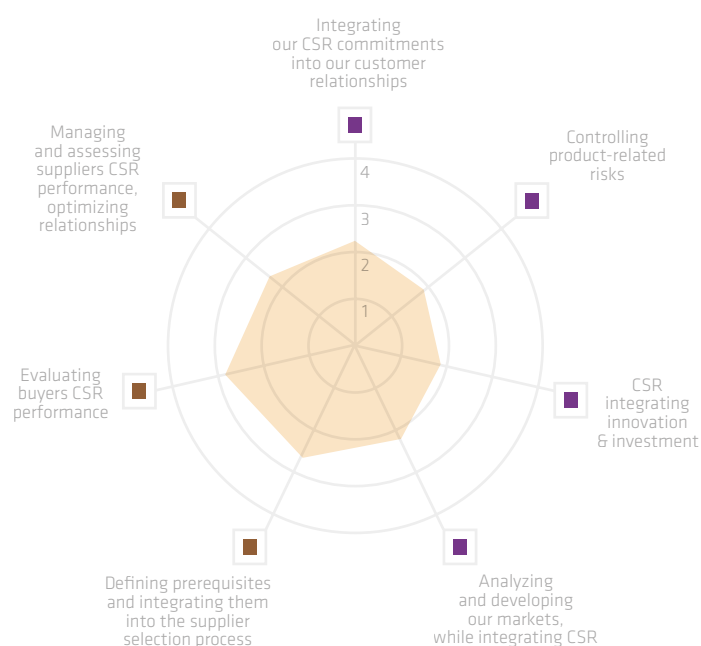 Integrating
our CSR commitments
into our customer
relationships
Controlling
product-related
risks
CSR
integrating
innovation
& investment
Analyzing
and developing
our markets,
while integrating CSR
Defining prerequisites
and integrating them
into the supplier
selection process
Evaluating
buyers CSR
performance
Managing
and assessing
suppliers CSR
performance,
optimizing
relationships
4
3
2
1